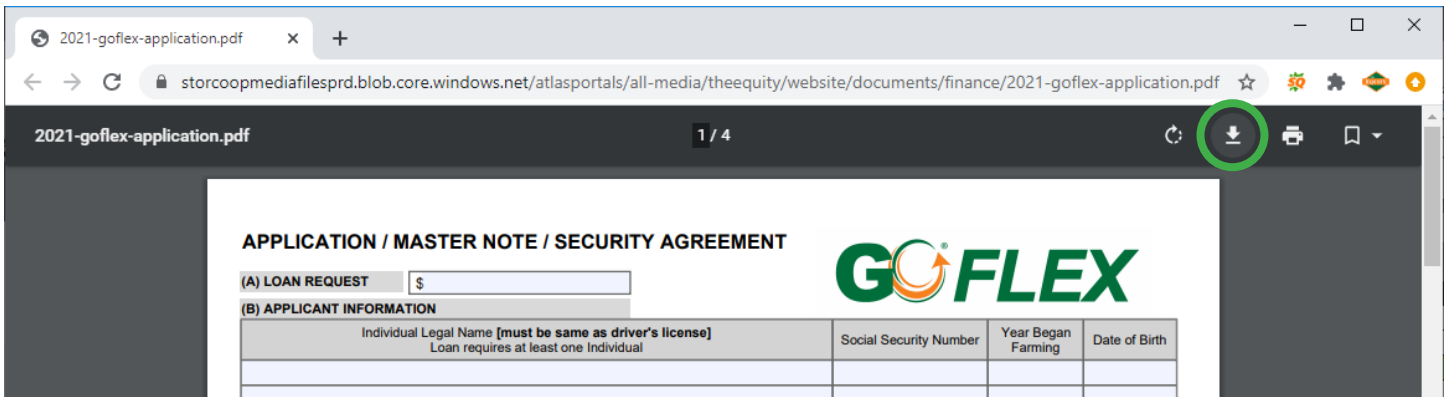 2021-goflex-application.pdf
storcoopmediafilesprd.blob.core.windows.net/atlasportals/all-media/theequity/website/documents/finance/2021-goflex-application.pdf
2021-goflex-application.pdf 1 / 4
APPLICATION / MASTER NOTE / SECURITY AGREEMENT
GOFLEX®
(A) LOAN REQUEST $
(B) APPLICANT INFORMATION
Individual Legal Name [must be same as driver's license]
Loan requires at least one Individual
Social Security Number
Year Began
Farming
Date of Birth